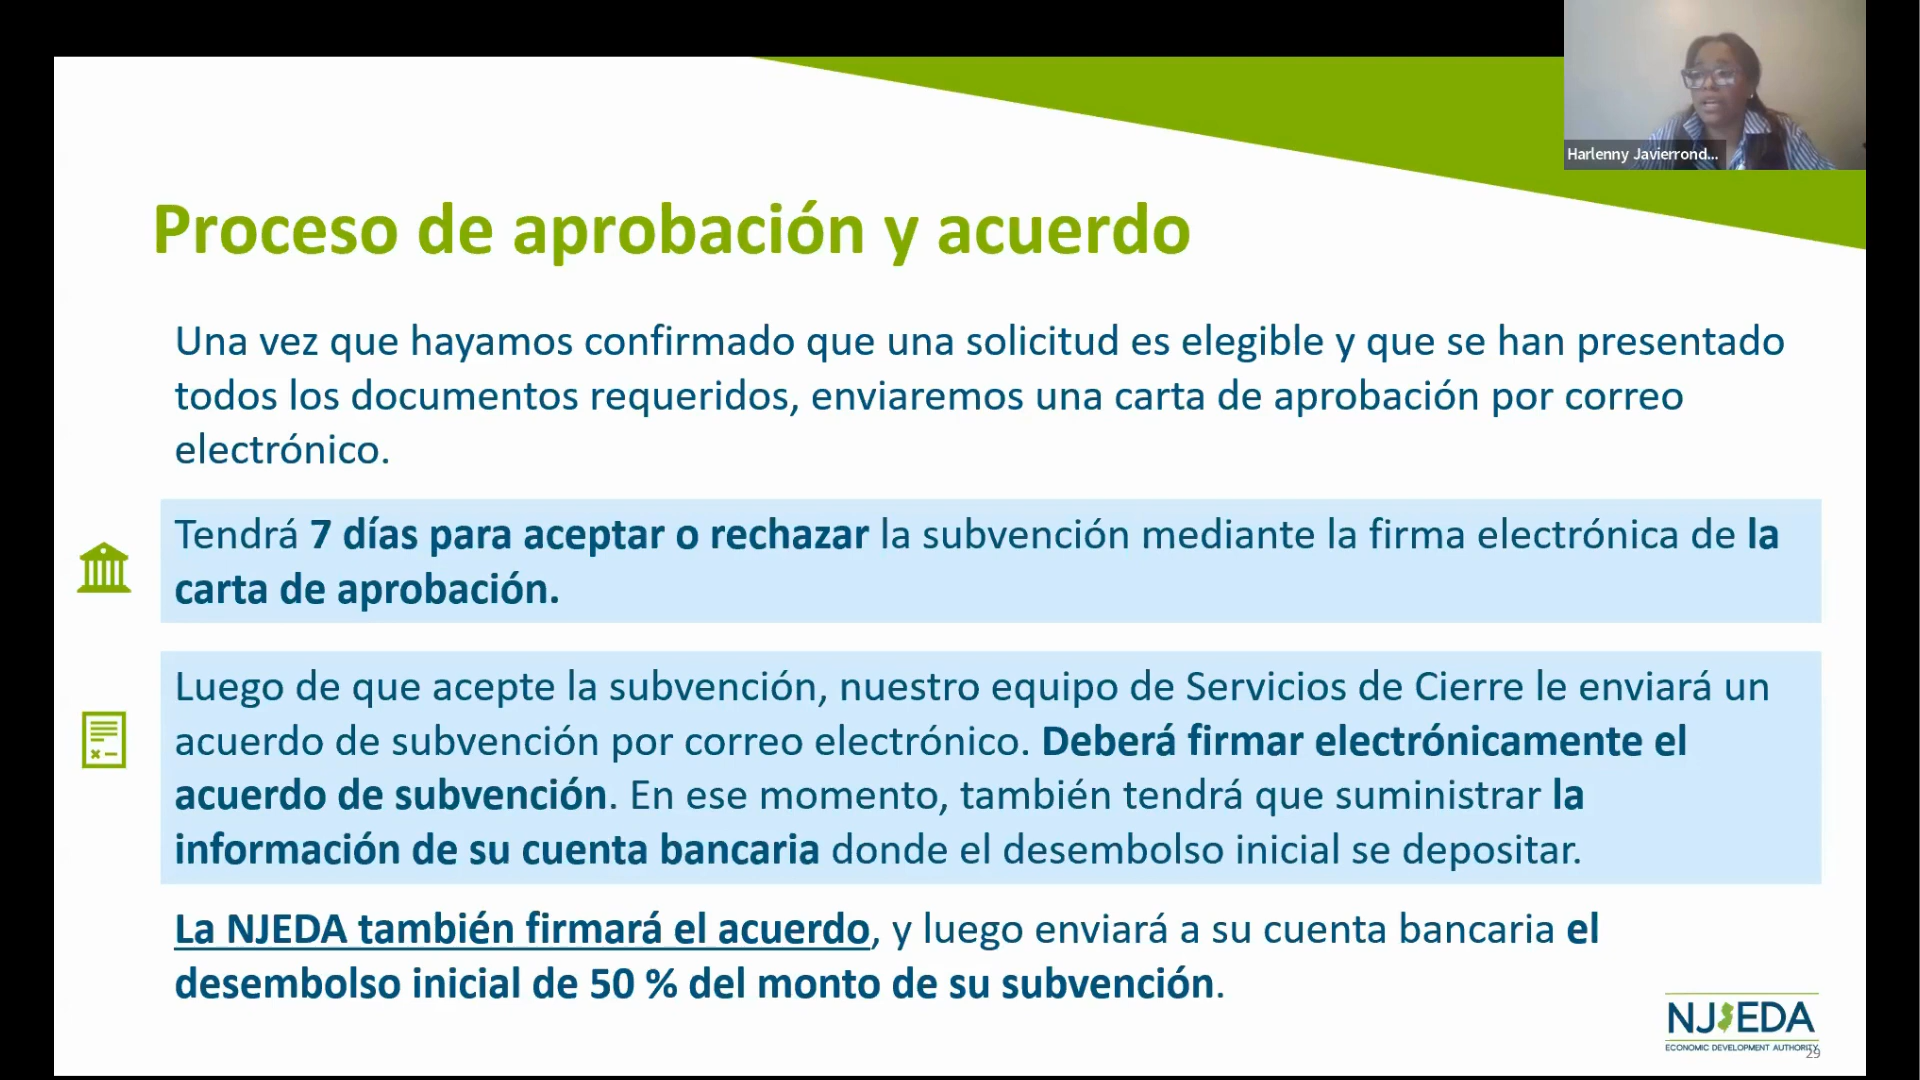 Harlenny Javierrond...
Proceso de aprobación y acuerdo
Una vez que hayamos confirmado que una solicitud es elegible y que se han presentado
todos los documentos requeridos, enviaremos una carta de aprobación por correo
electrónico.
Tendrá 7 días para aceptar o rechazar la subvención mediante la firma electrónica de la
carta de aprobación.
Luego de que acepte la subvención, nuestro equipo de Servicios de Cierre le enviará un
acuerdo de subvención por correo electrónico. Deberá firmar electrónicamente el
acuerdo de subvención. En ese momento, también tendrá que suministrar la
información de su cuenta bancaria donde el desembolso inicial se depositar.
La NJEDA también firmará el acuerdo, y luego enviará a su cuenta bancaria el
desembolso inicial de 50 % del monto de su subvención.
NJEDA
ECONOMIC DEVELOPMENT AUTHORITY
29